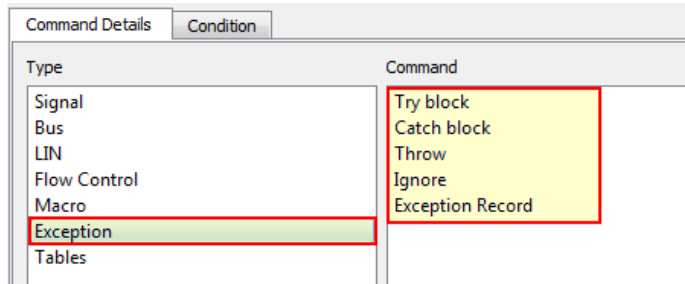 Command Details
Condition
Type
Command
Signal
Bus
LIN
Flow Control
Macro
Exception
Tables
Try block
Catch block
Throw
Ignore
Exception Record